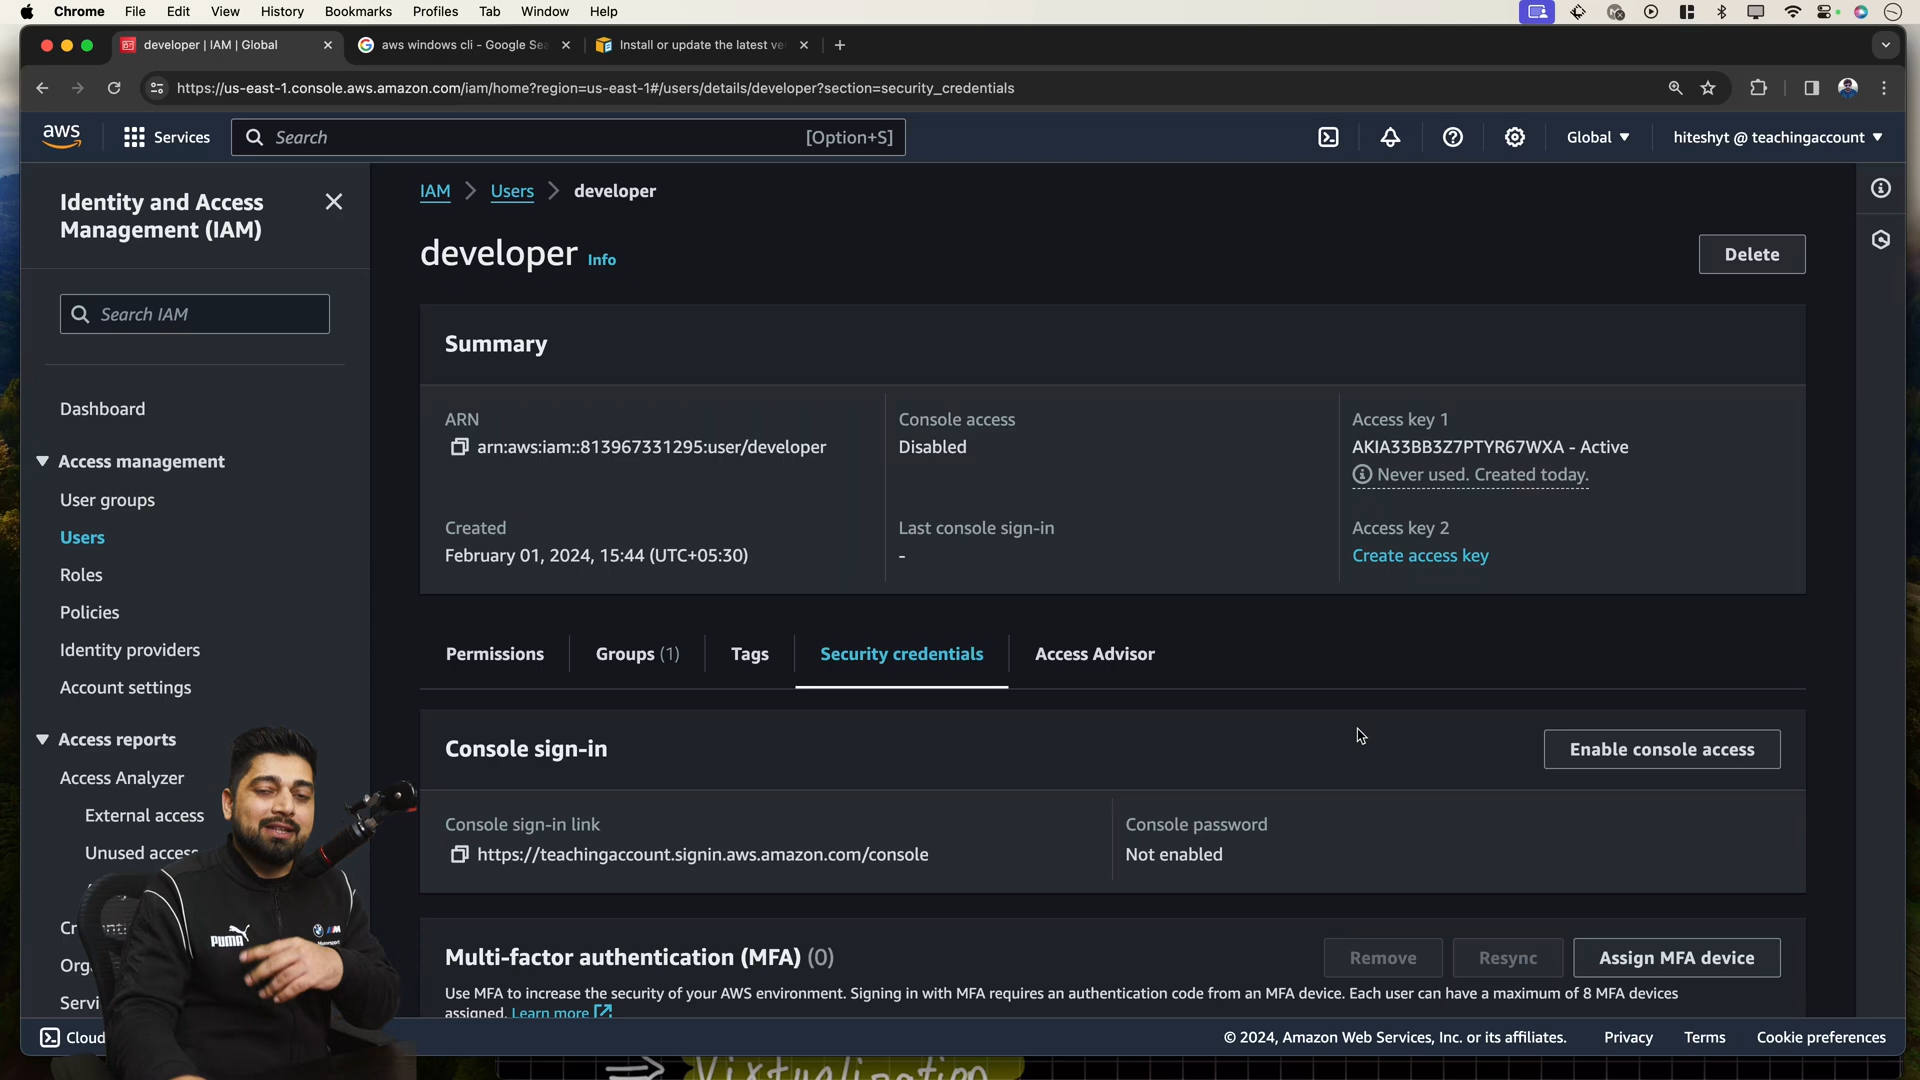 Chrome File Edit View History Bookmarks Profiles Tab Window Help
developer | IAM | Global
aws windows cli - Google Sea
Install or update the latest ve
https://us-east-1.console.aws.amazon.com/iam/home?region=us-east-1#/users/details/developer?section=security_credentials
aws
Services
Search
[Option+S]
Global
hiteshyt @ teachingaccount
Identity and Access
Management (IAM)
Search IAM
Dashboard
Access management
User groups
Users
Roles
Policies
Identity providers
Account settings
Access reports
Access Analyzer
External access
Unused access
Cr
Org
Servi
Cloud
IAM
Users
developer
developer Info
Delete
Summary
ARN
arn:aws:iam::813967331295:user/developer
Console access
Disabled
Access key 1
AKIA33BB3Z7PTYR67WXA - Active
Never used. Created today.
Created
February 01, 2024, 15:44 (UTC+05:30)
Last console sign-in
-
Access key 2
Create access key
Permissions
Groups (1)
Tags
Security credentials
Access Advisor
Console sign-in
Enable console access
Console sign-in link
https://teachingaccount.signin.aws.amazon.com/console
Console password
Not enabled
Multi-factor authentication (MFA) (0)
Remove
Resync
Assign MFA device
Use MFA to increase the security of your AWS environment. Signing in with MFA requires an authentication code from an MFA device. Each user can have a maximum of 8 MFA devices
assigned. Learn more
© 2024, Amazon Web Services, Inc. or its affiliates.
Privacy
Terms
Cookie preferences
PUMA
Virtualization